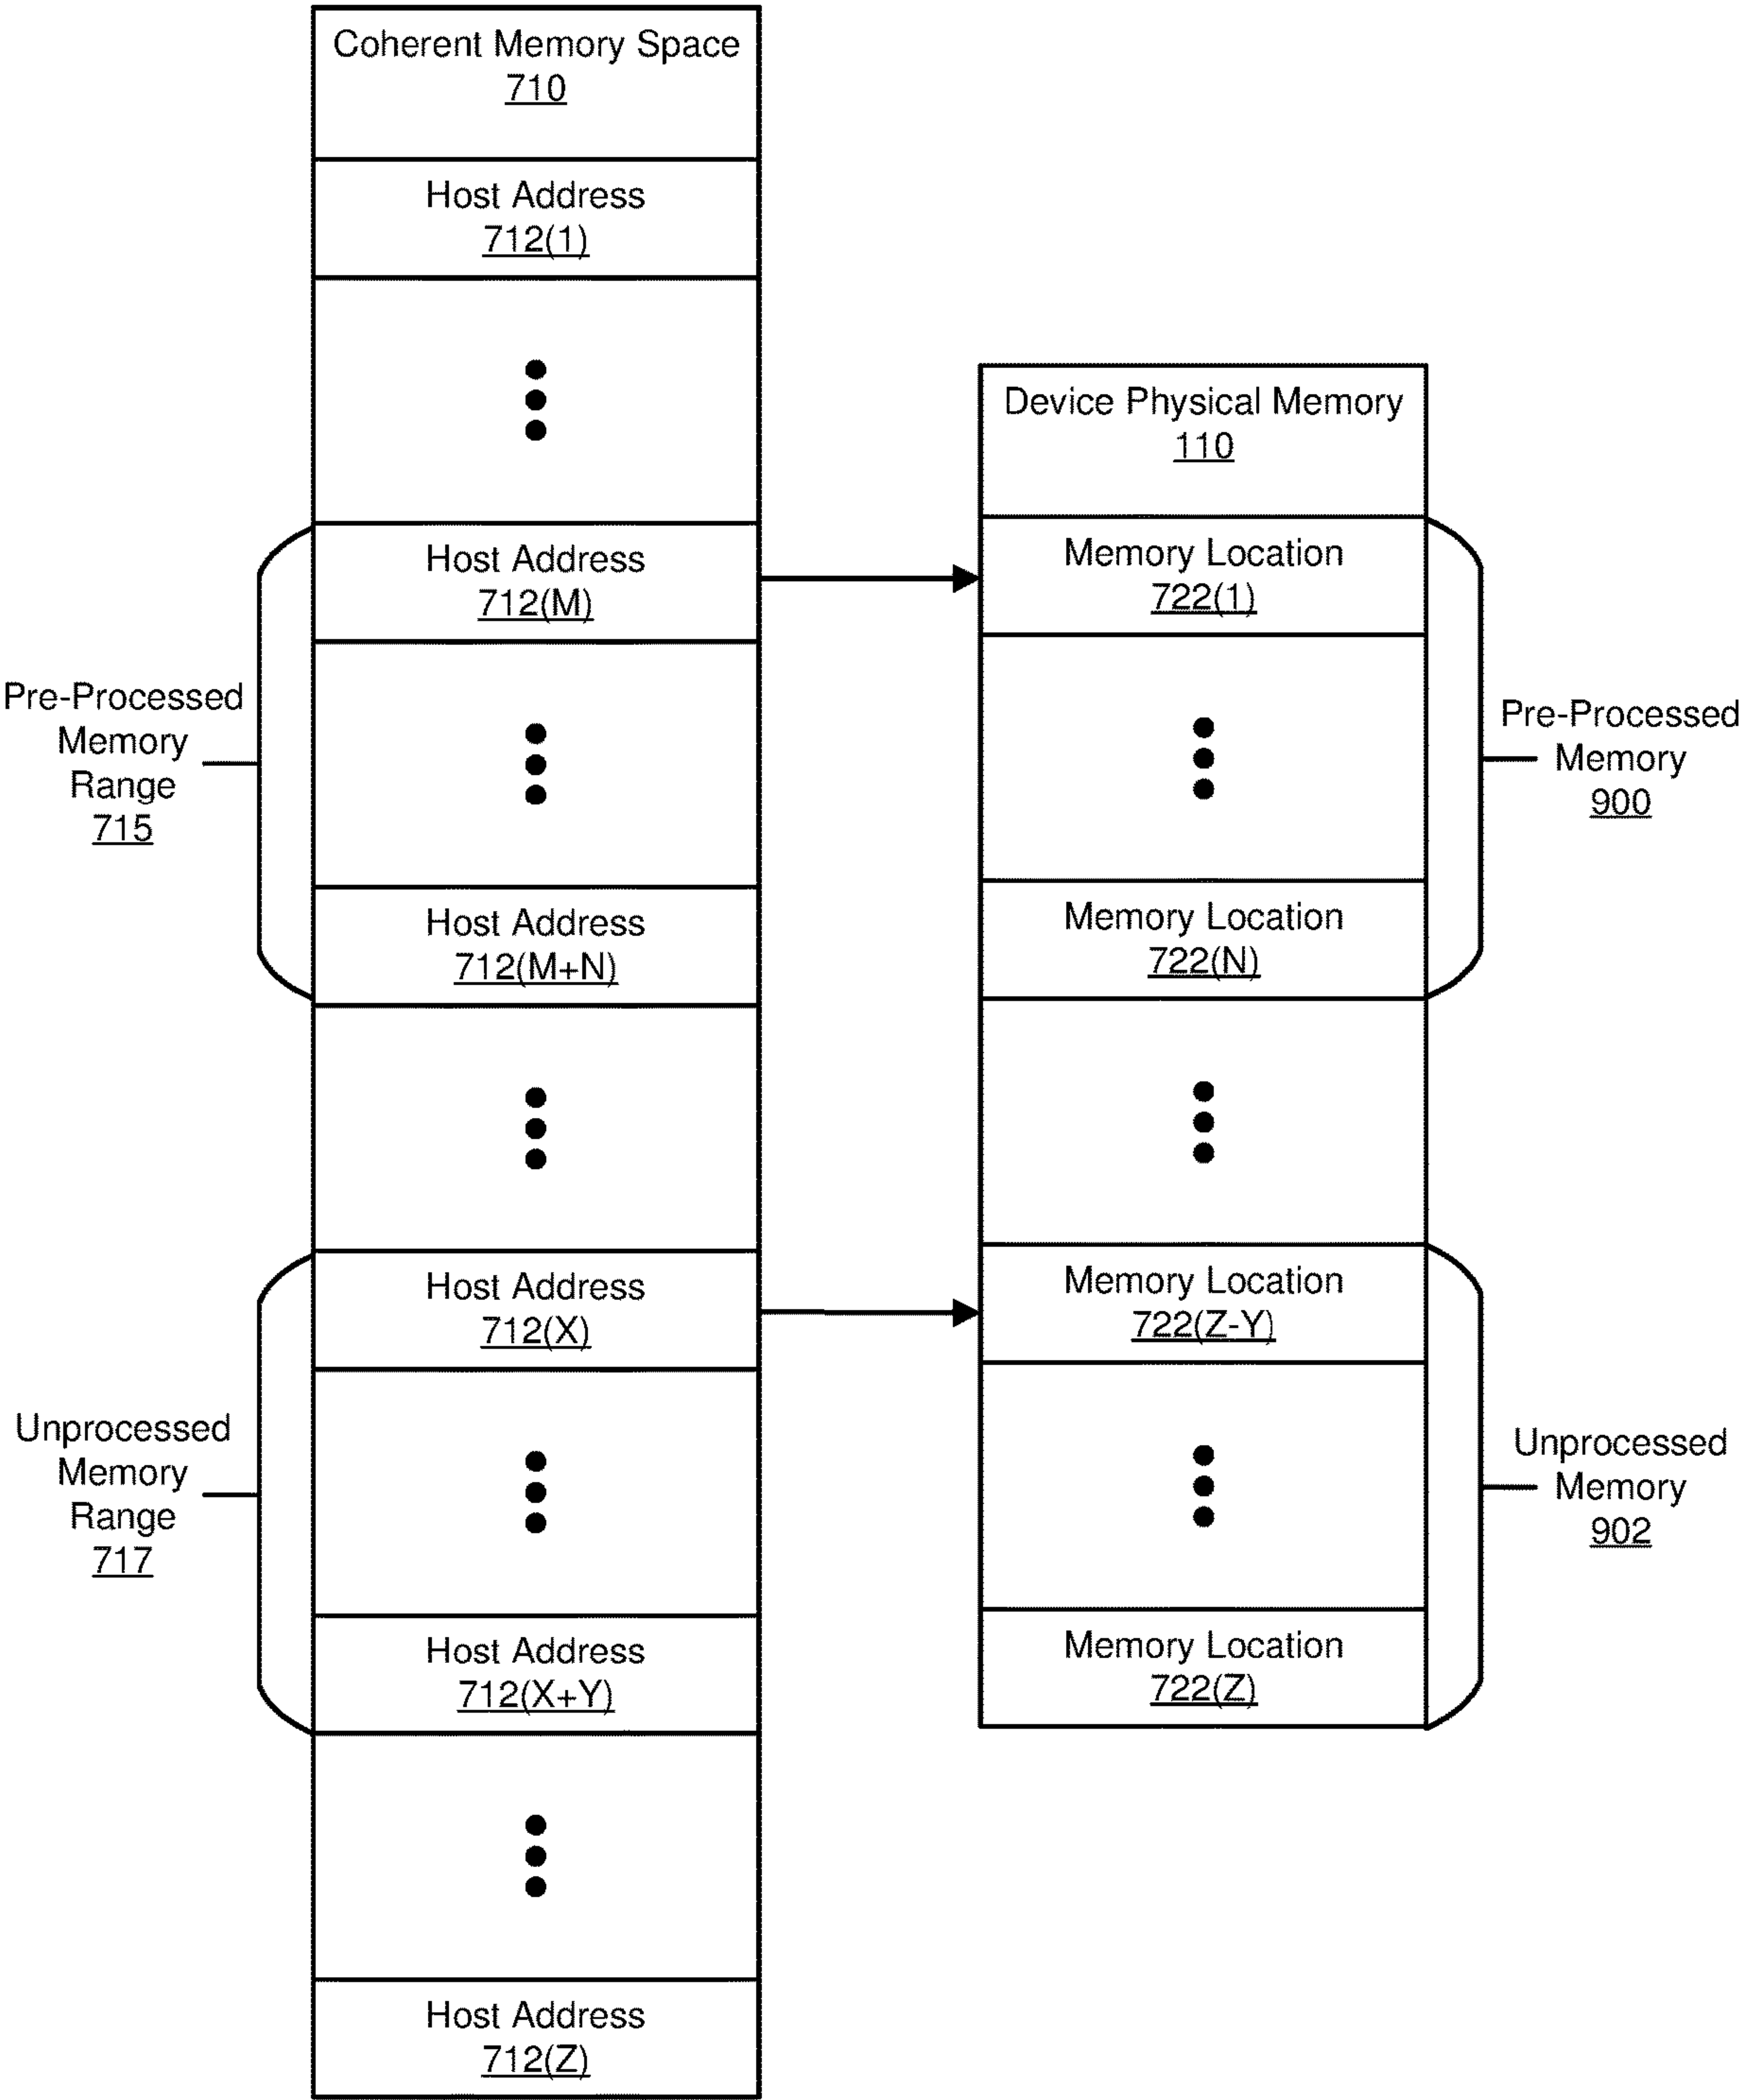 Coherent Memory Space
710
Host Address
712(1)
Device Physical Memory
110
Host Address
712(M)
Memory Location
722(1)
Pre-Processed
Memory
Range
715
Pre-Processed
Memory
900
Host Address
712(M+N)
Memory Location
722(N)
Host Address
712(X)
Memory Location
722(Z-Y)
Unprocessed
Memory
Range
717
Unprocessed
Memory
902
Host Address
712(X+Y)
Memory Location
722(Z)
Host Address
712(Z)